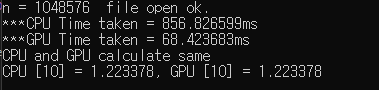 n = 1048576  file open ok.
***CPU Time taken = 856.826599ms
***GPU Time taken = 68.423683ms
CPU and GPU calculate same
CPU [10] = 1.223378, GPU [10] = 1.223378